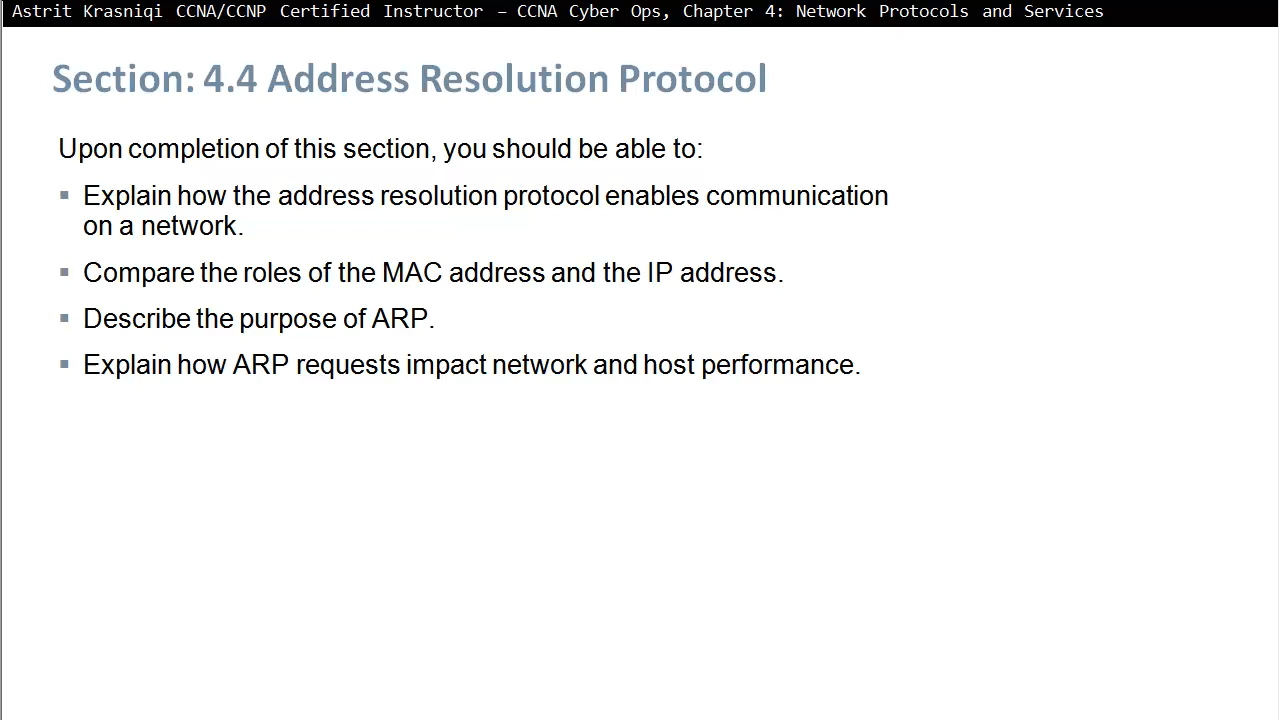 Astrit Krasniqi CCNA/CCNP Certified Instructor – CCNA Cyber Ops, Chapter 4: Network Protocols and Services
Section: 4.4 Address Resolution Protocol
Upon completion of this section, you should be able to:
▪ Explain how the address resolution protocol enables communication
on a network.
▪ Compare the roles of the MAC address and the IP address.
▪ Describe the purpose of ARP.
▪ Explain how ARP requests impact network and host performance.